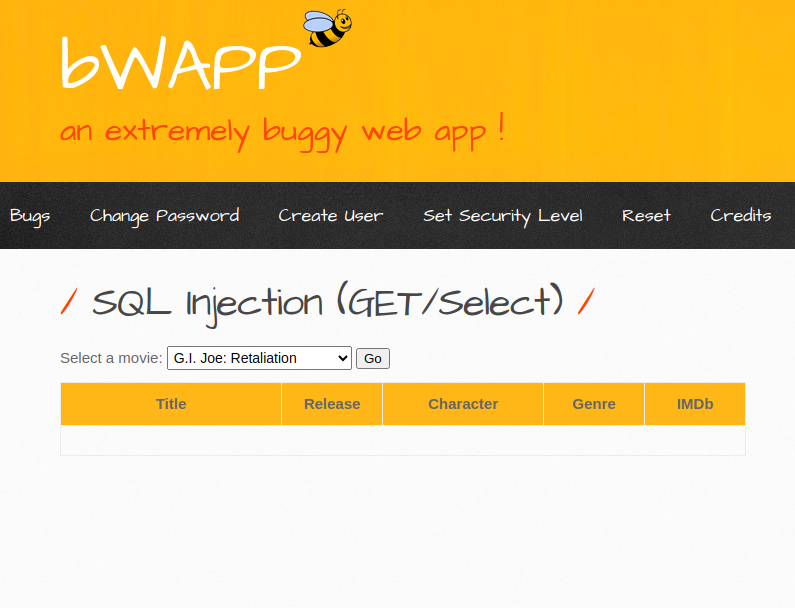 bWAPP
an extremely buggy web app !
Bugs Change Password Create User Set Security Level Reset Credits
/ SQL Injection (GET/Select) /
Select a movie: G.I. Joe: Retaliation Go
Title Release Character Genre IMDb